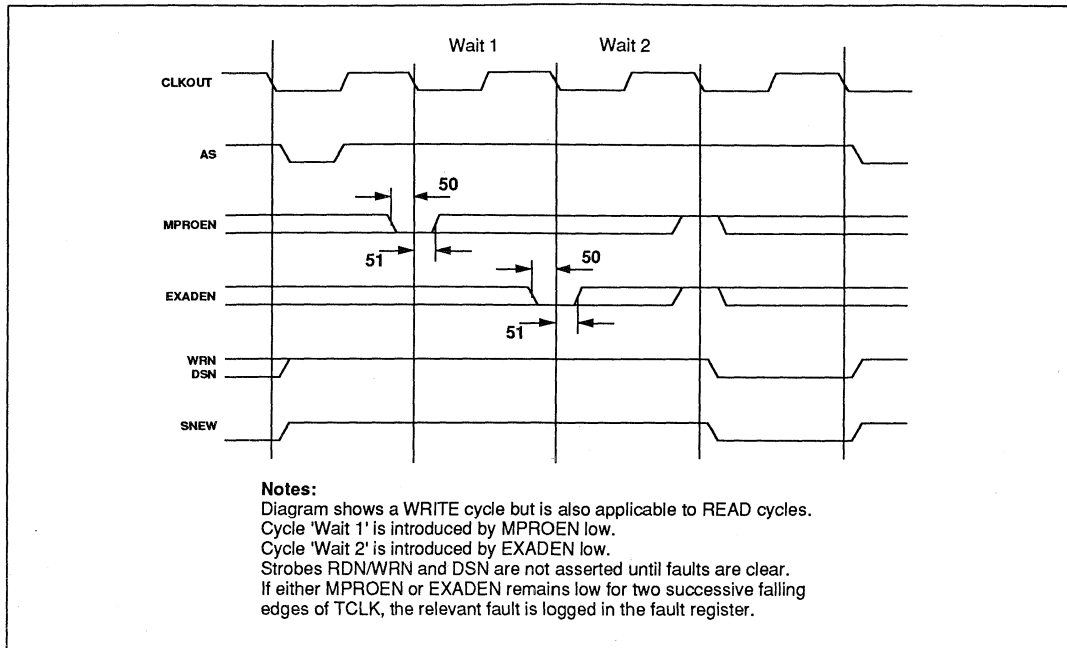 Wait 1 Wait 2
CLKOUT
AS
50
MPROEN
51
50
EXADEN
51
WRN
DSN
SNEW
Notes:
Diagram shows a WRITE cycle but is also applicable to READ cycles.
Cycle 'Wait 1' is introduced by MPROEN low.
Cycle 'Wait 2' is introduced by EXADEN low.
Strobes RDN/WRN and DSN are not asserted until faults are clear.
If either MPROEN or EXADEN remains low for two successive falling
edges of TCLK, the relevant fault is logged in the fault register.